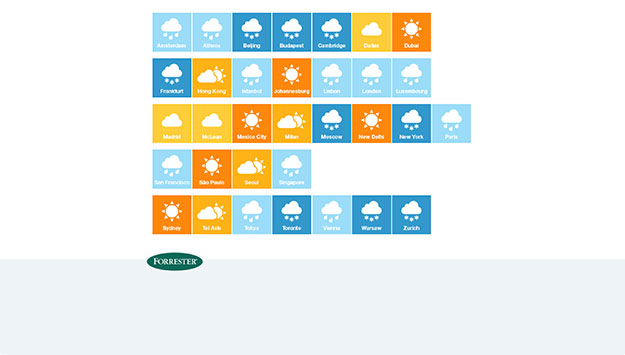 Amsterdam Athens Beijing Budapest Cambridge Dallas Dubai
Frankfurt Hong Kong Istanbul Johannesburg Lisbon London Luxembourg
Madrid McLean Mexico City Milan Moscow New Delhi New York Paris
San Francisco São Paulo Seoul Singapore
Sydney Tel Aviv Tokyo Toronto Vienna Warsaw Zurich
FORRESTER®